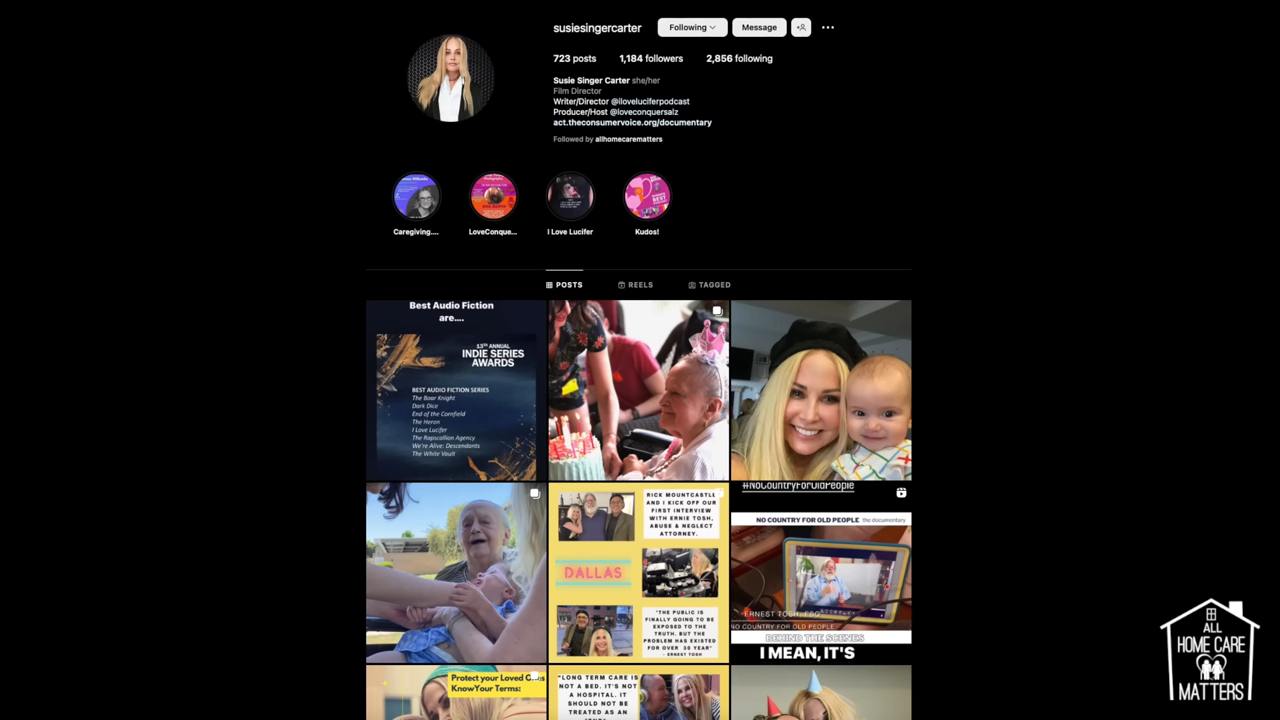 susiesingercarter
Following
Message
723 posts
1,184 followers
2,856 following
Susie Singer Carter she/her
Film Director
Writer/Director @iloveluciferpodcast
Producer/Host @loveconquersalz
act.theconsumervoice.org/documentary
Followed by allhomecarematters
Caregiving....
LoveConque...
I Love Lucifer
Kudos!
POSTS
REELS
TAGGED
Best Audio Fiction
are....
13TH ANNUAL
INDIE SERIES
AWARDS
BEST AUDIO FICTION SERIES
The Boar Knight
Dark Dice
End of the Cornfield
The Heron
I Love Lucifer
The Rapscallion Agency
We're Alive: Descendants
The White Vault
RICK MOUNTCASTLE
AND I KICK OFF OUR
FIRST INTERVIEW
WITH ERNIE TOSH,
ABUSE & NEGLECT
ATTORNEY.
DALLAS
"THE PUBLIC IS
FINALLY GOING TO BE
EXPOSED TO THE
TRUTH. BUT THE
PROBLEM HAS EXISTED
FOR OVER 30 YEAR"
- ERNEST TOSH
#NoCountryForOldPeople
NO COUNTRY FOR OLD PEOPLE the documentary
ERNEST TOSH, ESQ
NO COUNTRY FOR OLD PEOPLE
BEHIND THE SCENES
I MEAN, IT'S
Protect your Loved
Know Your Terms:
"LONG TERM CARE IS
NOT A BED. IT'S NOT
A HOSPITAL. IT
SHOULD NOT BE
TREATED AS AN
ALL
HOME CARE
MATTERS